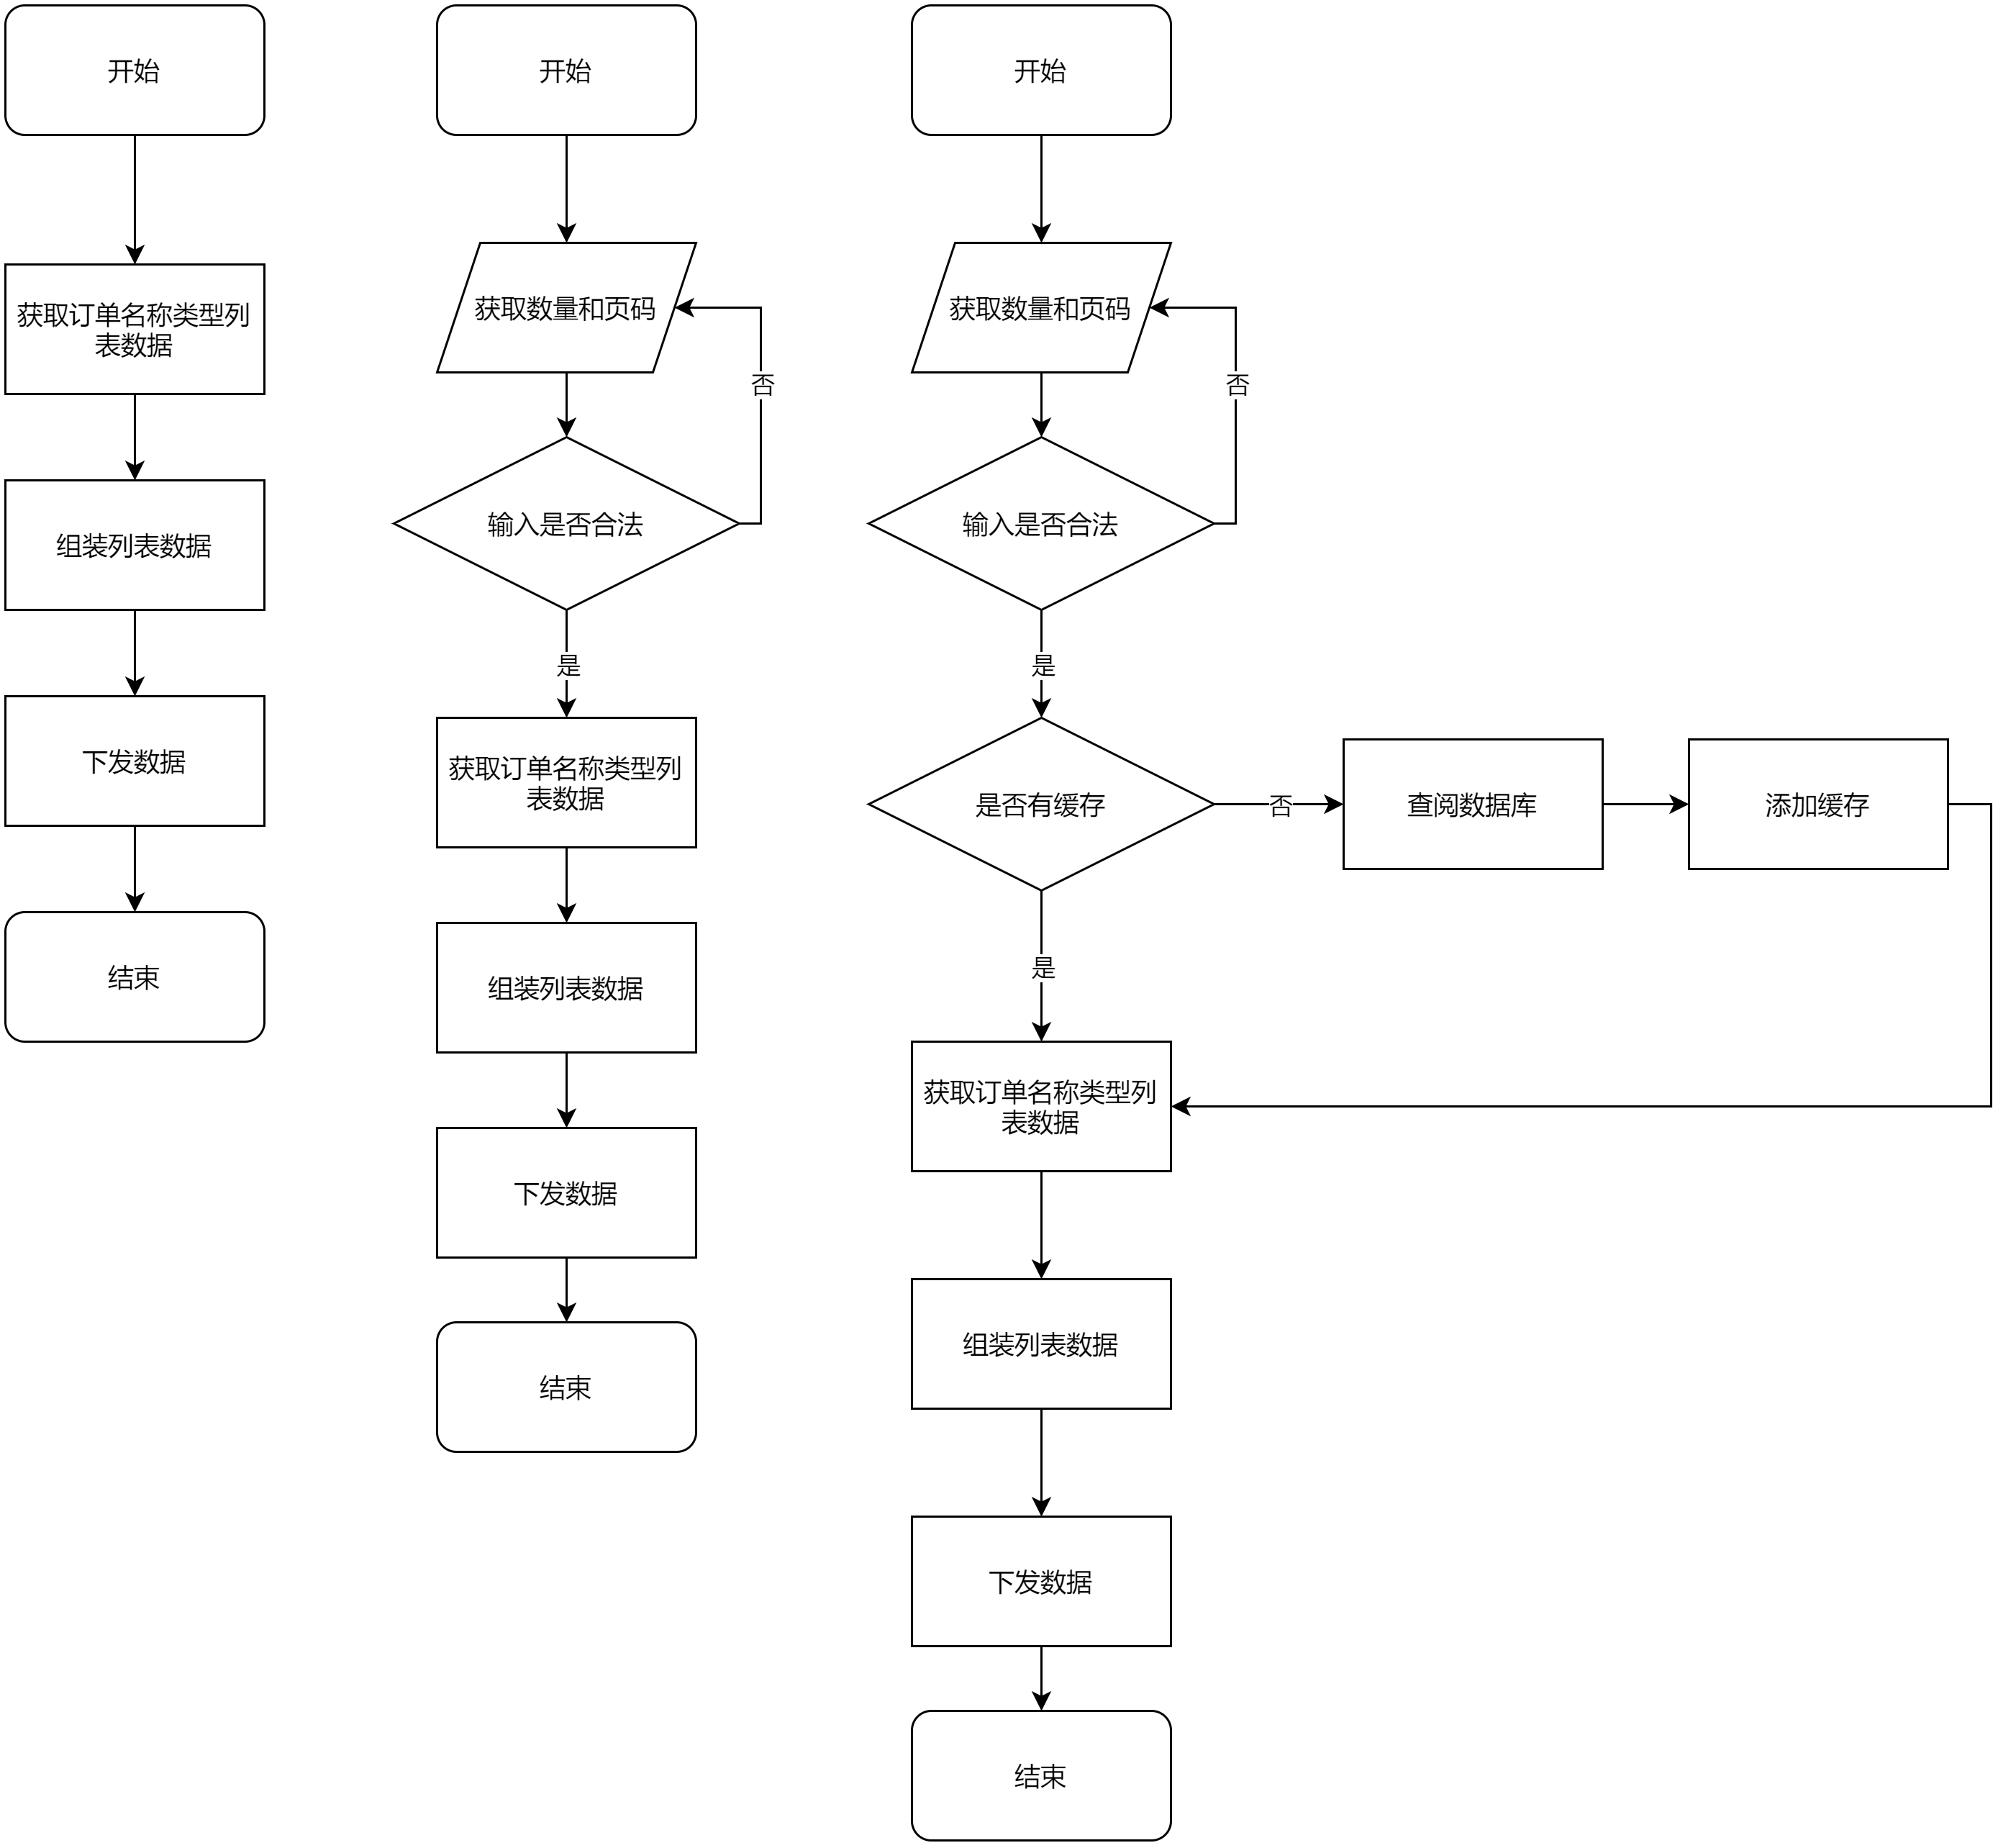 开始
获取订单名称类型列
表数据
组装列表数据
下发数据
结束
开始
获取数量和页码
否
输入是否合法
是
获取订单名称类型列
表数据
组装列表数据
下发数据
结束
开始
获取数量和页码
否
输入是否合法
是
是否有缓存
否
查阅数据库
添加缓存
是
获取订单名称类型列
表数据
组装列表数据
下发数据
结束